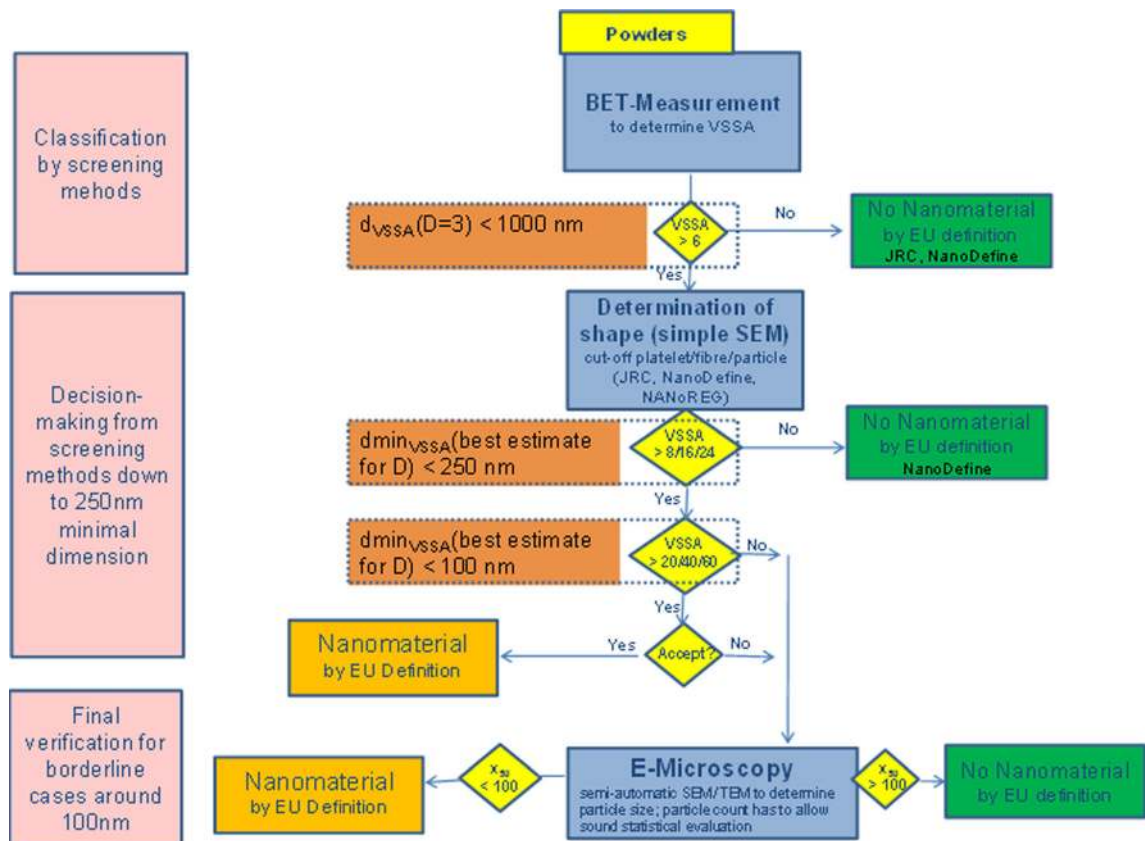 Powders
BET-Measurement
to determine VSSA
Classification
by screening
mehods
d_VSSA(D=3) < 1000 nm
VSSA
> 6
No
No Nanomaterial
by EU definition
JRC, NanoDefine
Yes
Determination of
shape (simple SEM)
cut-off platelet/fibre/particle
(JRC, NanoDefine,
NANoREG)
Decision-
making from
screening
methods down
to 250nm
minimal
dimension
dmin_VSSA(best estimate
for D) < 250 nm
VSSA
> 8/16/24
No
No Nanomaterial
by EU definition
NanoDefine
Yes
dmin_VSSA(best estimate
for D) < 100 nm
VSSA
> 20/40/60
No
Yes
Nanomaterial
by EU Definition
Yes
Accept?
No
Final
verification for
borderline
cases around
100nm
Nanomaterial
by EU Definition
x50
< 100
E-Microscopy
semi-automatic SEM/TEM to determine
particle size; particle count has to allow
sound statistical evaluation
x50
> 100
No Nanomaterial
by EU definition